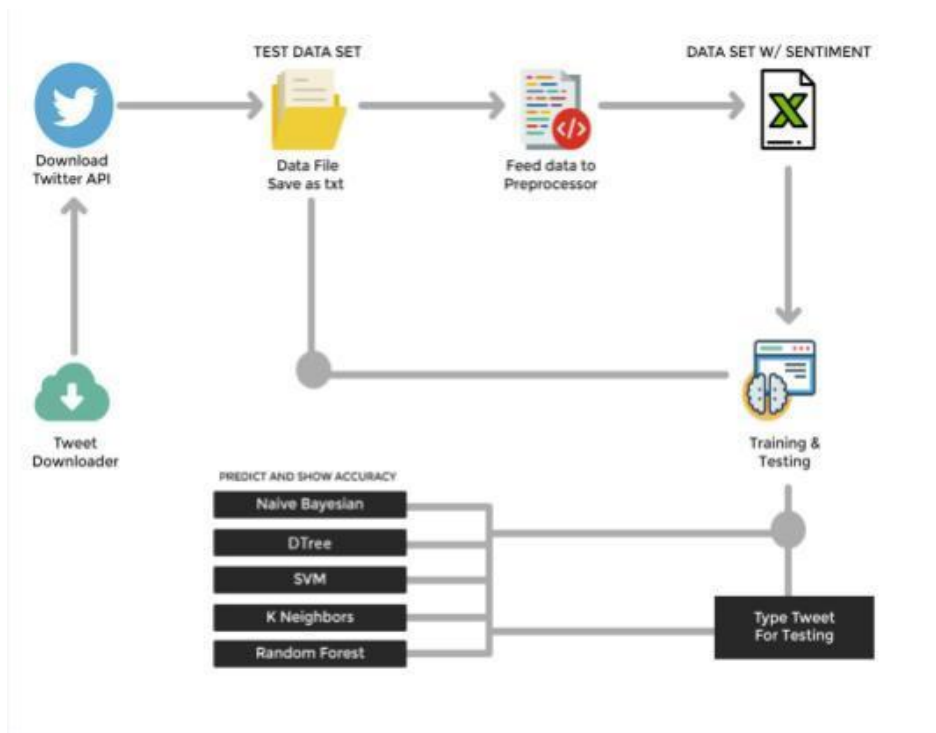 TEST DATA SET
DATA SET W/ SENTIMENT
Download
Twitter API
Data File
Save as txt
Feed data to
Preprocessor
</>
X
Tweet
Downloader
Training &
Testing
PREDICT AND SHOW ACCURACY
Naive Bayesian
DTree
SVM
K Neighbors
Random Forest
Type Tweet
For Testing